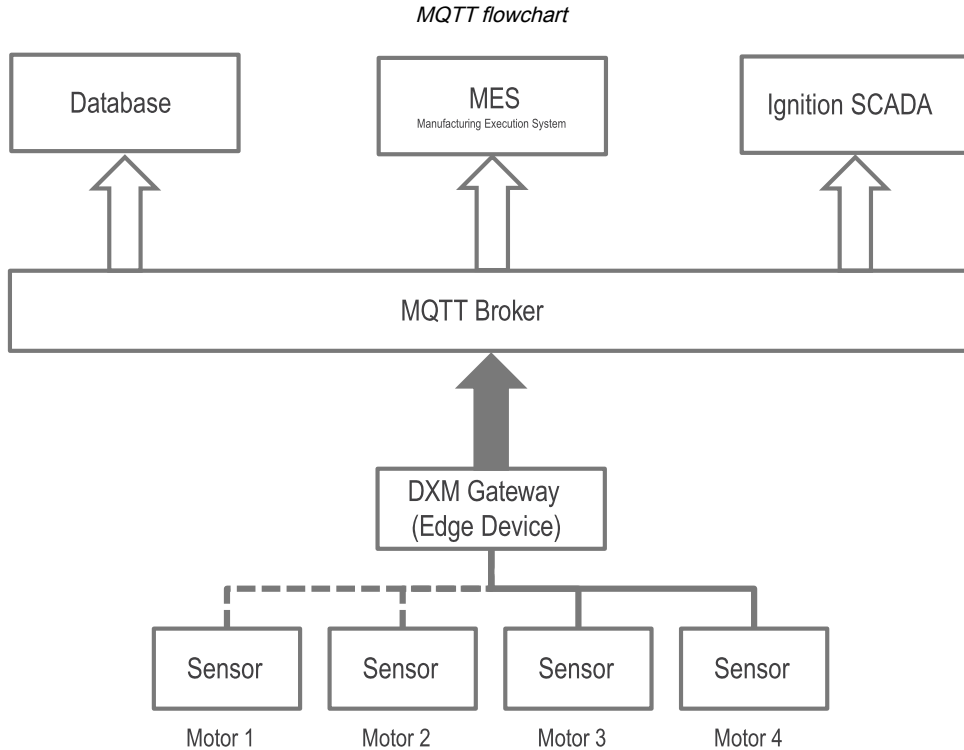 MQTT flowchart
Database
MES
Manufacturing Execution System
Ignition SCADA
MQTT Broker
DXM Gateway
(Edge Device)
Sensor
Sensor
Sensor
Sensor
Motor 1
Motor 2
Motor 3
Motor 4